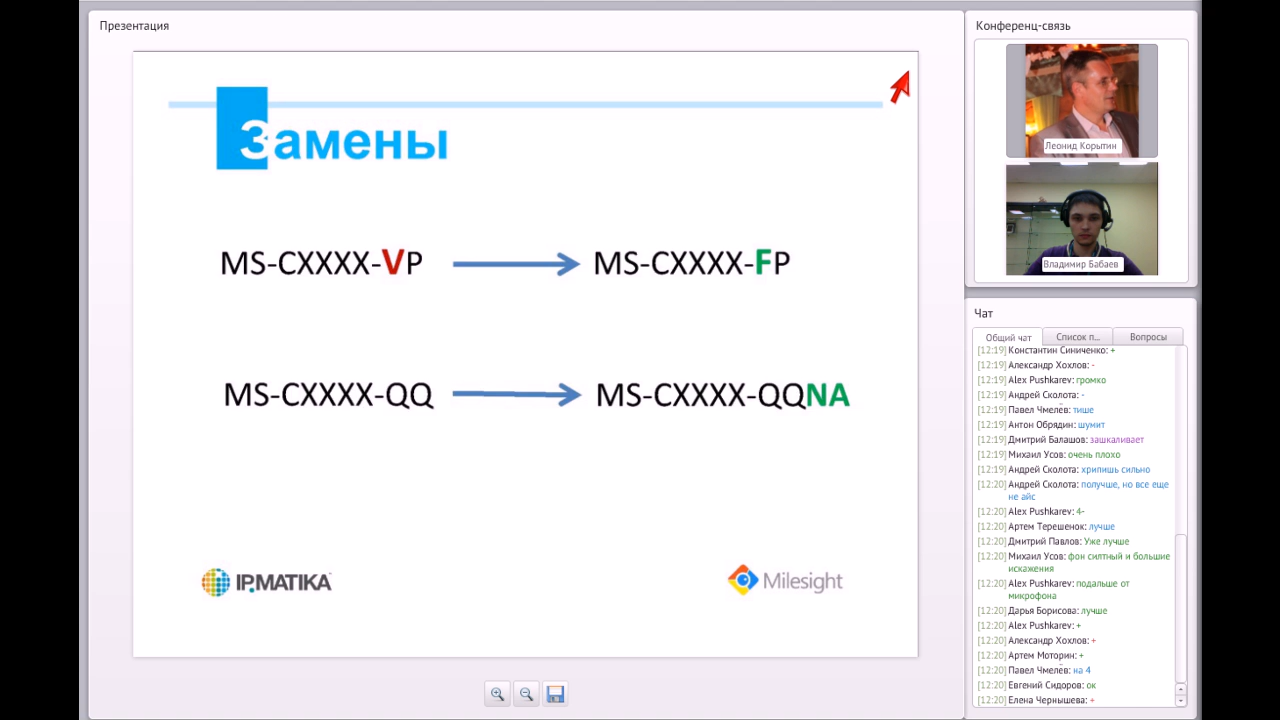 Презентация
Замены
MS-CXXXX-VP
MS-CXXXX-FP
MS-CXXXX-QQ
MS-CXXXX-QQNA
IPMATIKA
Milesight
Конференц-связь
Леонид Корытин
Владимир Бабаев
Чат
Общий чат
Список п...
Вопросы
[12:19] Константин Синиченко: +
[12:19] Александр Хохлов: -
[12:19] Alex Pushkarev: громко
[12:19] Андрей Сколота: -
[12:19] Павел Чмелёв: тише
[12:19] Антон Обрядин: шумит
[12:19] Дмитрий Балашов: зашкаливает
[12:19] Михаил Усов: очень плохо
[12:19] Андрей Сколота: хрипишь сильно
[12:20] Андрей Сколота: получше, но все еще
не айс
[12:20] Alex Pushkarev: 4-
[12:20] Артем Терешенок: лучше
[12:20] Дмитрий Павлов: Уже лучше
[12:20] Михаил Усов: фон силтный и большие
искажения
[12:20] Alex Pushkarev: подальше от
микрофона
[12:20] Дарья Борисова: лучше
[12:20] Alex Pushkarev: +
[12:20] Александр Хохлов: +
[12:20] Артем Моторин: +
[12:20] Павел Чмелёв: на 4
[12:20] Евгений Сидоров: ок
[12:20] Елена Чернышева: +